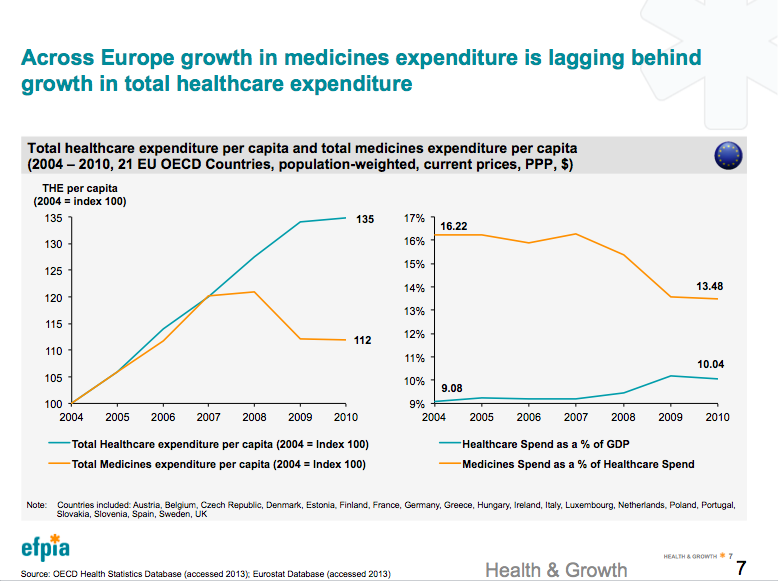 Across Europe growth in medicines expenditure is lagging behind
growth in total healthcare expenditure
Total healthcare expenditure per capita and total medicines expenditure per capita
(2004 – 2010, 21 EU OECD Countries, population-weighted, current prices, PPP, $)
THE per capita
(2004 = index 100)
135
130
125
120
115
110
105
100
135
112
2004 2005 2006 2007 2008 2009 2010
Total Healthcare expenditure per capita (2004 = Index 100)
Total Medicines expenditure per capita (2004 = Index 100)
17%
16%
15%
14%
13%
12%
11%
10%
9%
16.22
13.48
10.04
9.08
2004 2005 2006 2007 2008 2009 2010
Healthcare Spend as a % of GDP
Medicines Spend as a % of Healthcare Spend
Note: Countries included: Austria, Belgium, Czech Republic, Denmark, Estonia, Finland, France, Germany, Greece, Hungary, Ireland, Italy, Luxembourg, Netherlands, Poland, Portugal,
Slovakia, Slovenia, Spain, Sweden, UK
efpia
HEALTH & GROWTH * 7
Source: OECD Health Statistics Database (accessed 2013); Eurostat Database (accessed 2013)
Health & Growth 7